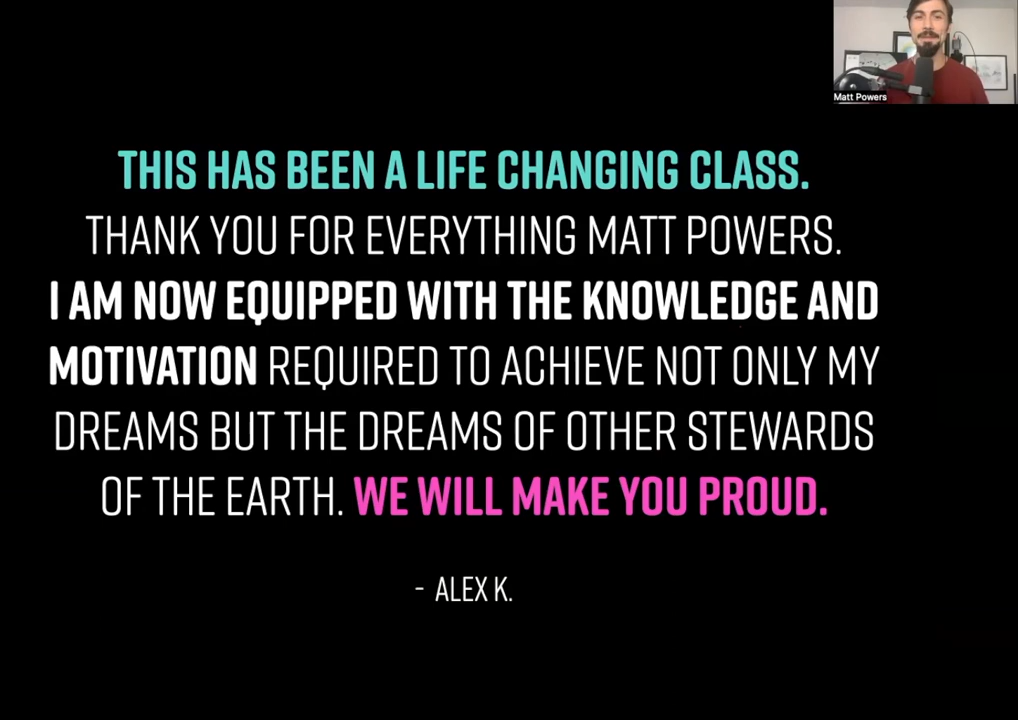 Matt Powers
THIS HAS BEEN A LIFE CHANGING CLASS.
THANK YOU FOR EVERYTHING MATT POWERS.
I AM NOW EQUIPPED WITH THE KNOWLEDGE AND
MOTIVATION REQUIRED TO ACHIEVE NOT ONLY MY
DREAMS BUT THE DREAMS OF OTHER STEWARDS
OF THE EARTH. WE WILL MAKE YOU PROUD.
- ALEX K.